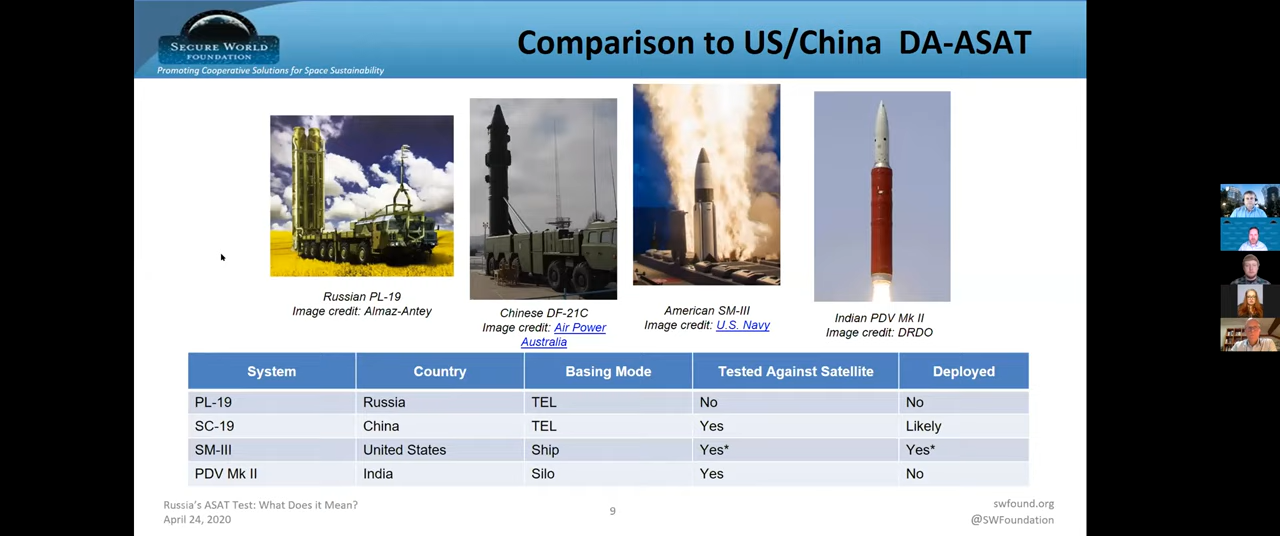 SECURE WORLD
FOUNDATION
Promoting Cooperative Solutions for Space Sustainability
Comparison to US/China DA-ASAT
Russian PL-19
Image credit: Almaz-Antey
Chinese DF-21C
Image credit: Air Power
Australia
American SM-III
Image credit: U.S. Navy
Indian PDV Mk II
Image credit: DRDO
System Country Basing Mode Tested Against Satellite Deployed
PL-19 Russia TEL No No
SC-19 China TEL Yes Likely
SM-III United States Ship Yes* Yes*
PDV Mk II India Silo Yes No
Russia's ASAT Test: What Does it Mean?
April 24, 2020
9
swfound.org
@SWFoundation